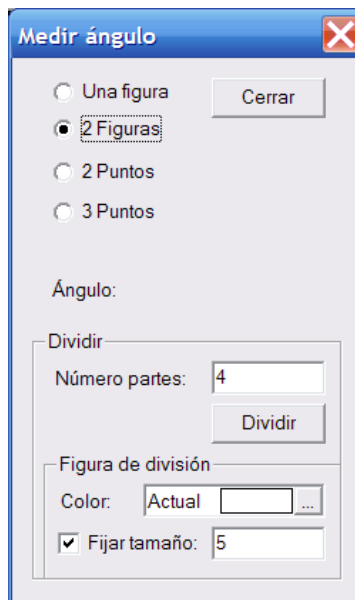 Medir ángulo
Una figura
Cerrar
2 Figuras
2 Puntos
3 Puntos
Ángulo:
Dividir
Número partes: 4
Dividir
Figura de división
Color: Actual ...
Fijar tamaño: 5